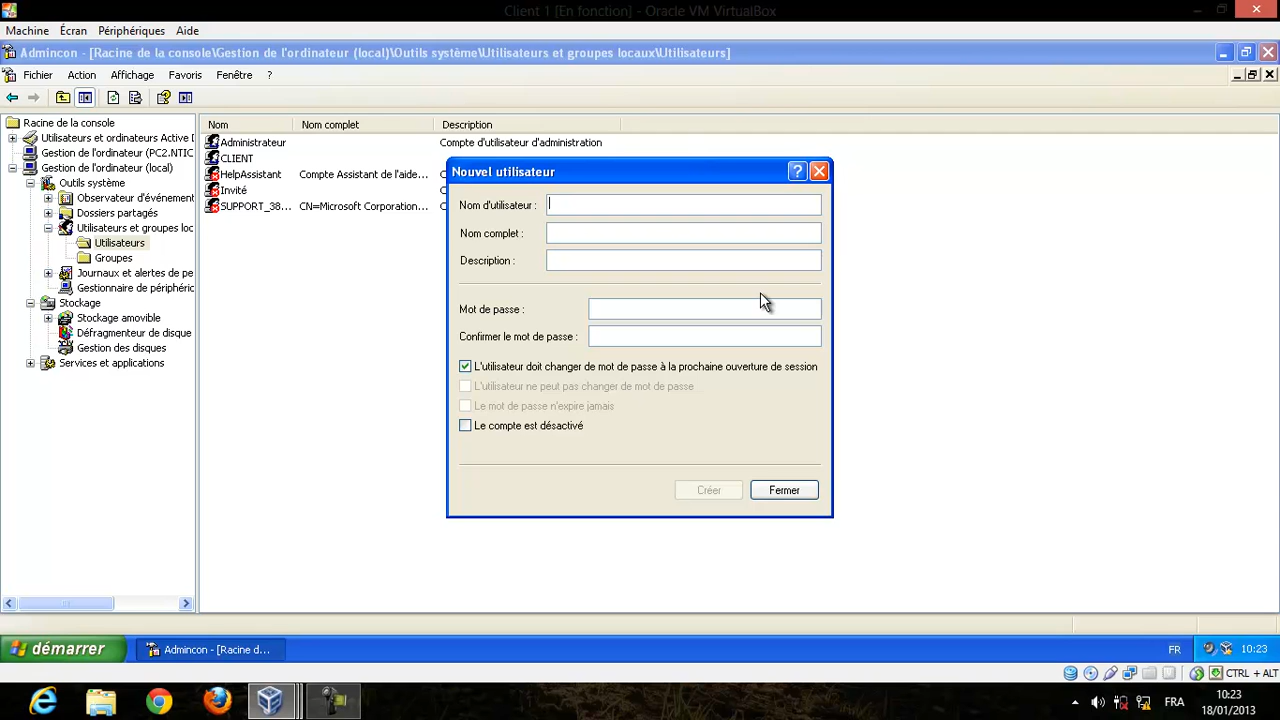 Client 1 [En fonction] - Oracle VM VirtualBox
Machine Écran Périphériques Aide
Admincon - [Racine de la console\Gestion de l'ordinateur (local)\Outils système\Utilisateurs et groupes locaux\Utilisateurs]
Fichier Action Affichage Favoris Fenêtre ?
Racine de la console
Utilisateurs et ordinateurs Active
Gestion de l'ordinateur (PC2.NTIC
Gestion de l'ordinateur (local)
Outils système
Observateur d'événement
Dossiers partagés
Utilisateurs et groupes loc
Utilisateurs
Groupes
Journaux et alertes de pe
Gestionnaire de périphéric
Stockage
Stockage amovible
Défragmenteur de disque
Gestion des disques
Services et applications
Nom Nom complet Description
Administrateur Compte d'utilisateur d'administration
CLIENT
HelpAssistant Compte Assistant de l'aide... C
Invité C
SUPPORT_38... CN=Microsoft Corporation... C
Nouvel utilisateur
Nom d'utilisateur :
Nom complet :
Description :
Mot de passe :
Confirmer le mot de passe :
L'utilisateur doit changer de mot de passe à la prochaine ouverture de session
L'utilisateur ne peut pas changer de mot de passe
Le mot de passe n'expire jamais
Le compte est désactivé
Créer Fermer
démarrer Admincon - [Racine d... FR 10:23
CTRL + ALT
FRA 10:23
18/01/2013